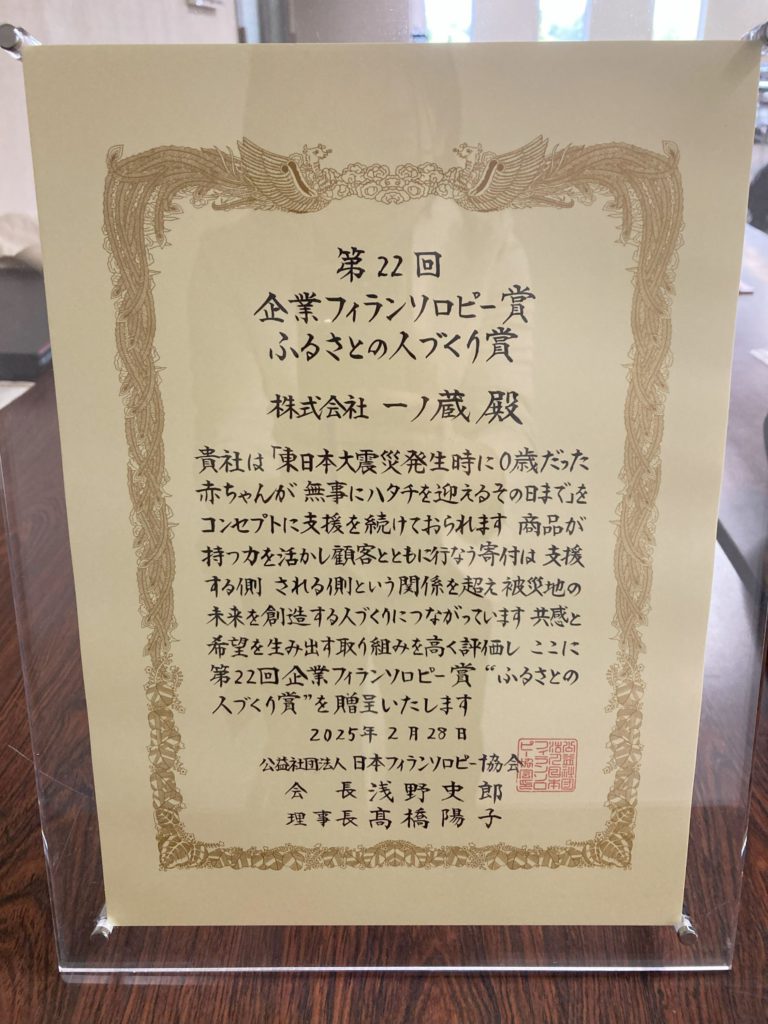 第22回
企業フィランソロピー賞
ふるさとの人づくり賞
株式会社 一ノ蔵 殿
貴社は「東日本大震災発生時に0歳だった
赤ちゃんが 無事にハタチを迎えるその日まで」を
コンセプトに支援を続けておられます 商品が
持つ力を活かし顧客とともに行なう寄付は 支援
する側 される側という関係を超え被災地の
未来を創造する人づくりにつながっています 共感と
希望を生み出す取り組みを高く評価し ここに
第22回企業フィランソロピー賞 “ふるさとの
人づくり賞”を贈呈いたします
2025年2月28日
公益社団法人 日本フィランソロピー協会
会長 浅野史郎
理事長 髙橋陽子